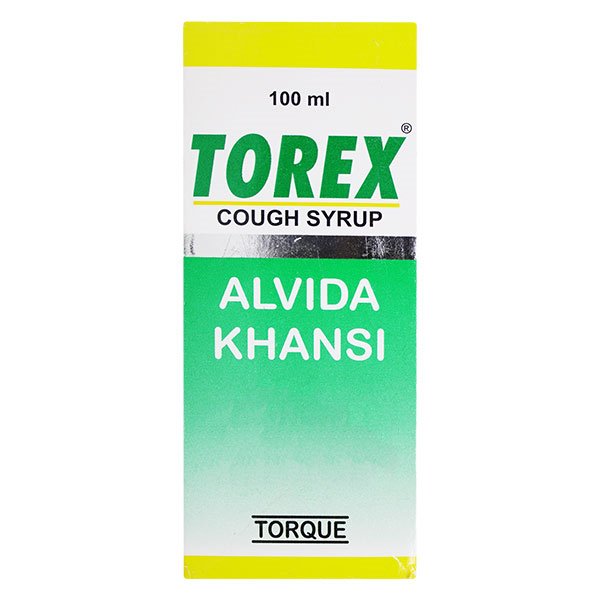 100 ml
TOREX®
COUGH SYRUP
ALVIDA
KHANSI
TORQUE